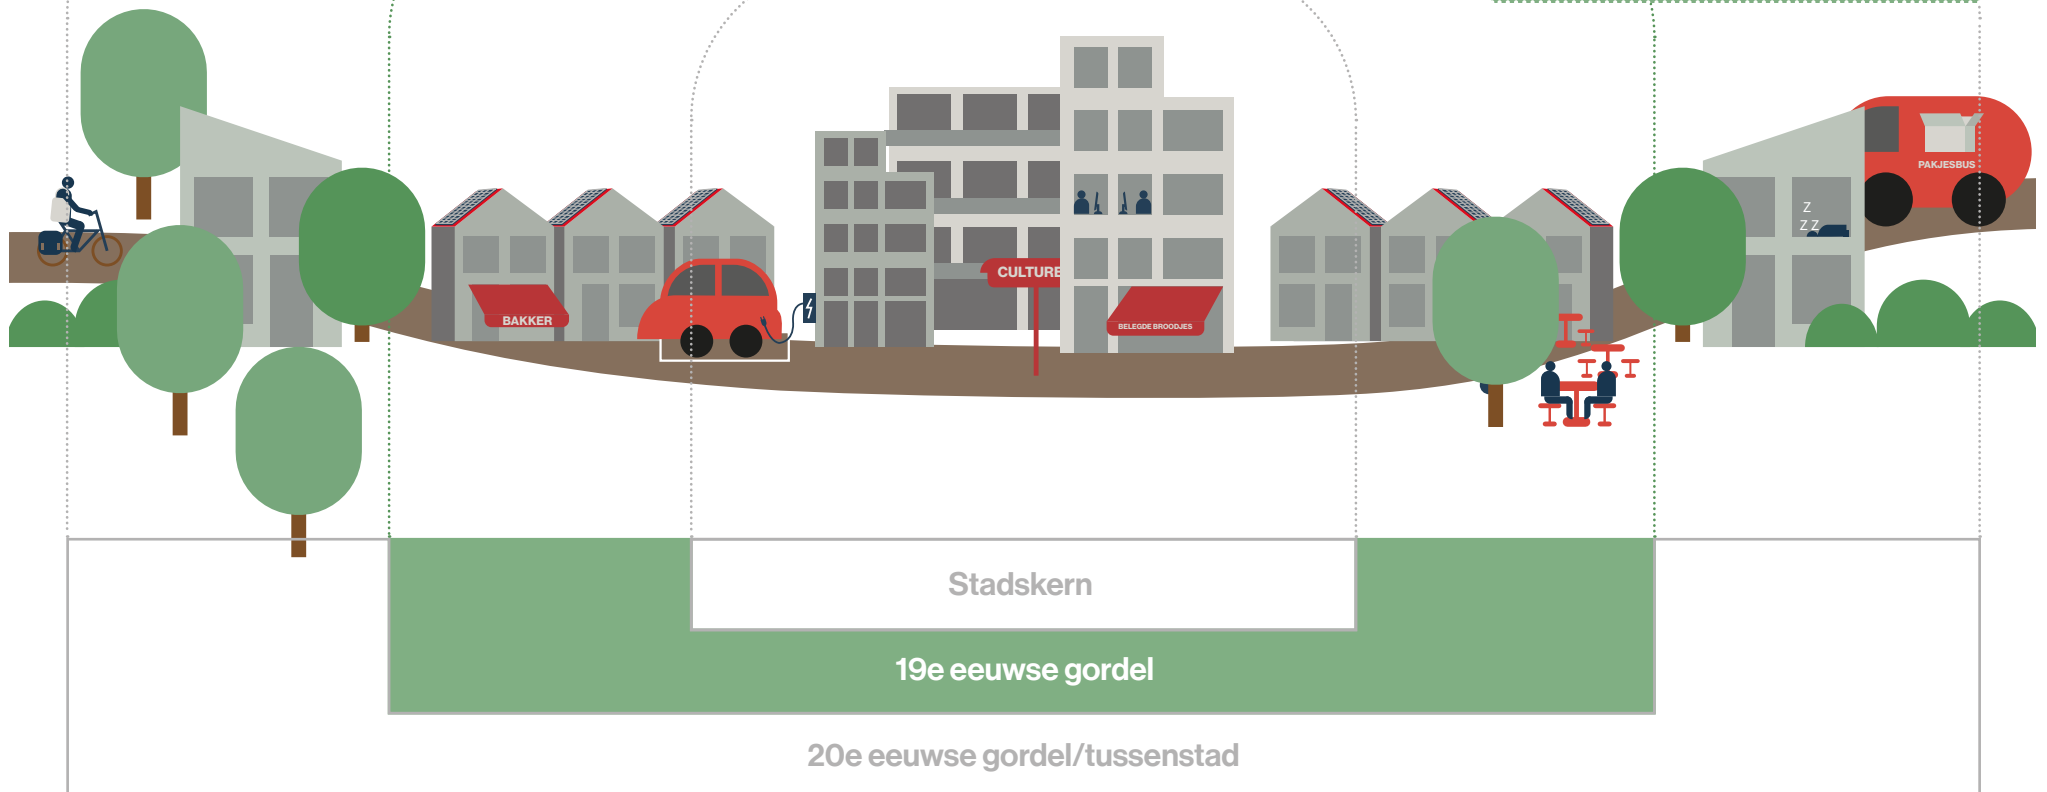 PAKJESBUS
Z
Z Z
CULTURE
BAKKER
BELEGDE BROODJES
Stadskern
19e eeuwse gordel
20e eeuwse gordel/tussenstad